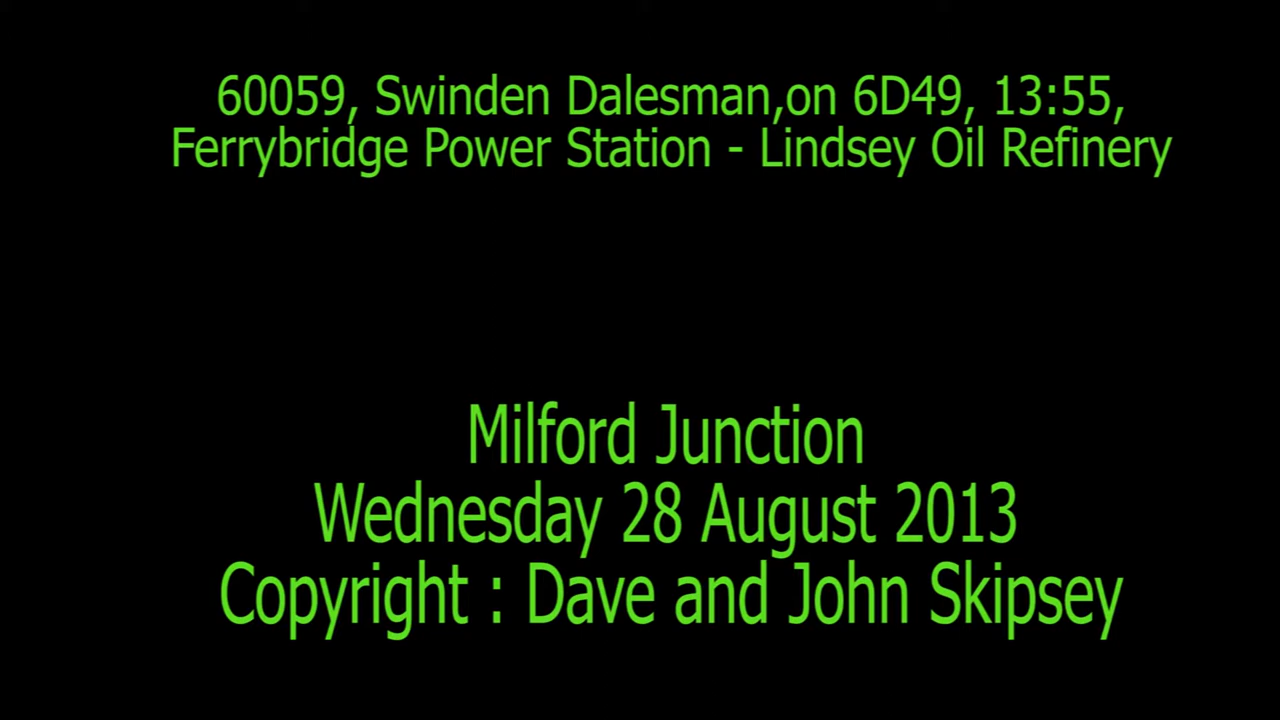 60059, Swinden Dalesman,on 6D49, 13:55,
Ferrybridge Power Station - Lindsey Oil Refinery
Milford Junction
Wednesday 28 August 2013
Copyright : Dave and John Skipsey